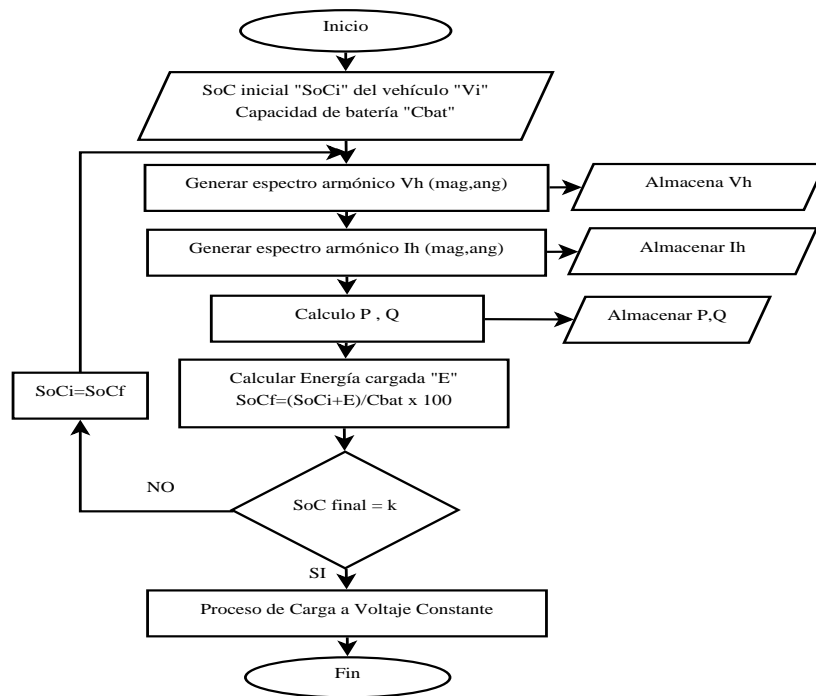 Inicio
SoC inicial "SoCi" del vehículo "Vi"
Capacidad de batería "Cbat"
Generar espectro armónico Vh (mag,ang)
Almacena Vh
Generar espectro armónico Ih (mag,ang)
Almacenar Ih
Calculo P , Q
Almacenar P,Q
Calcular Energía cargada "E"
SoCf=(SoCi+E)/Cbat x 100
SoCi=SoCf
NO
SoC final = k
SI
Proceso de Carga a Voltaje Constante
Fin